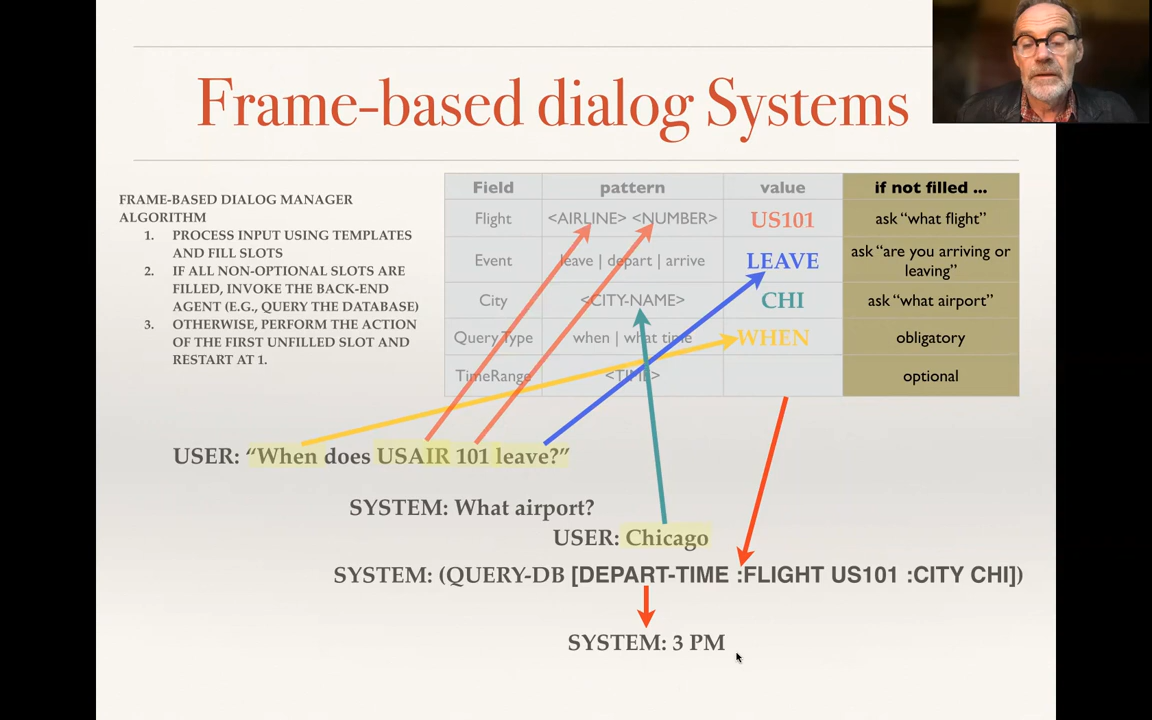 Frame-based dialog Systems
FRAME-BASED DIALOG MANAGER
ALGORITHM
1. PROCESS INPUT USING TEMPLATES
AND FILL SLOTS
2. IF ALL NON-OPTIONAL SLOTS ARE
FILLED, INVOKE THE BACK-END
AGENT (E.G., QUERY THE DATABASE)
3. OTHERWISE, PERFORM THE ACTION
OF THE FIRST UNFILLED SLOT AND
RESTART AT 1.
Field pattern value if not filled ...
Flight <AIRLINE> <NUMBER> US101 ask “what flight”
Event leave | depart | arrive LEAVE ask “are you arriving or
leaving”
City <CITY-NAME> CHI ask “what airport”
Query Type when | what time WHEN obligatory
TimeRange <TIME> optional
USER: “When does USAIR 101 leave?”
SYSTEM: What airport?
USER: Chicago
SYSTEM: (QUERY-DB [DEPART-TIME :FLIGHT US101 :CITY CHI])
SYSTEM: 3 PM